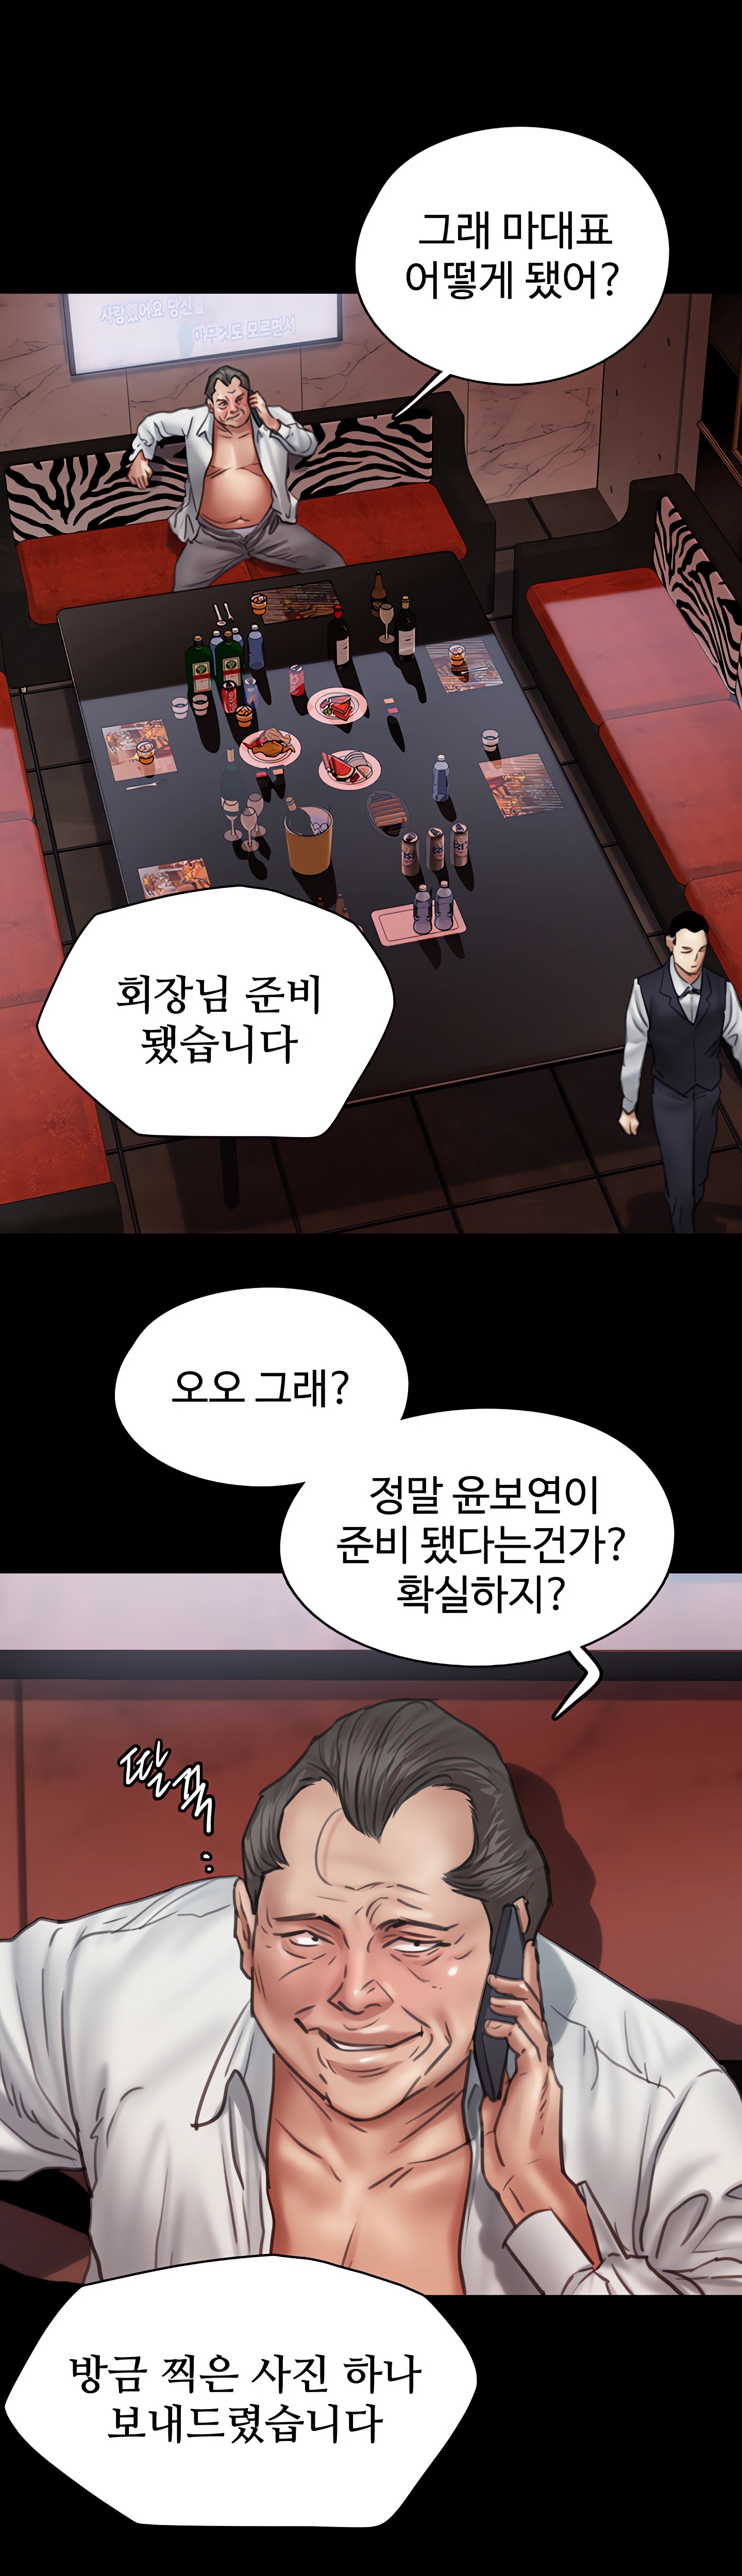 그래 마대표
어떻게 됐어?
사랑했어요 당신을
아무것도 모르면서
회장님 준비
됐습니다
오오 그래?
정말 윤보연이
준비 됐다는건가?
확실하지?
딸꾹
방금 찍은 사진 하나
보내드렸습니다